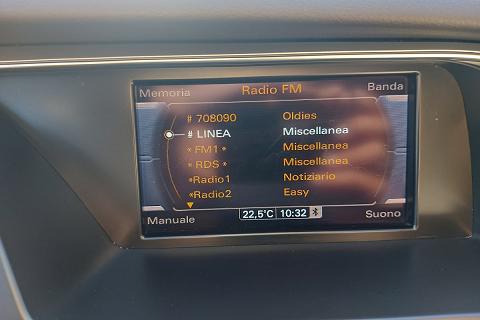 Memoria Radio FM Banda
# 708090 Oldies
# LINEA Miscellanea
* FM1 * Miscellanea
* RDS * Miscellanea
*Radio1 Notiziario
*Radio2 Easy
Manuale 22,5°C 10:32 Suono